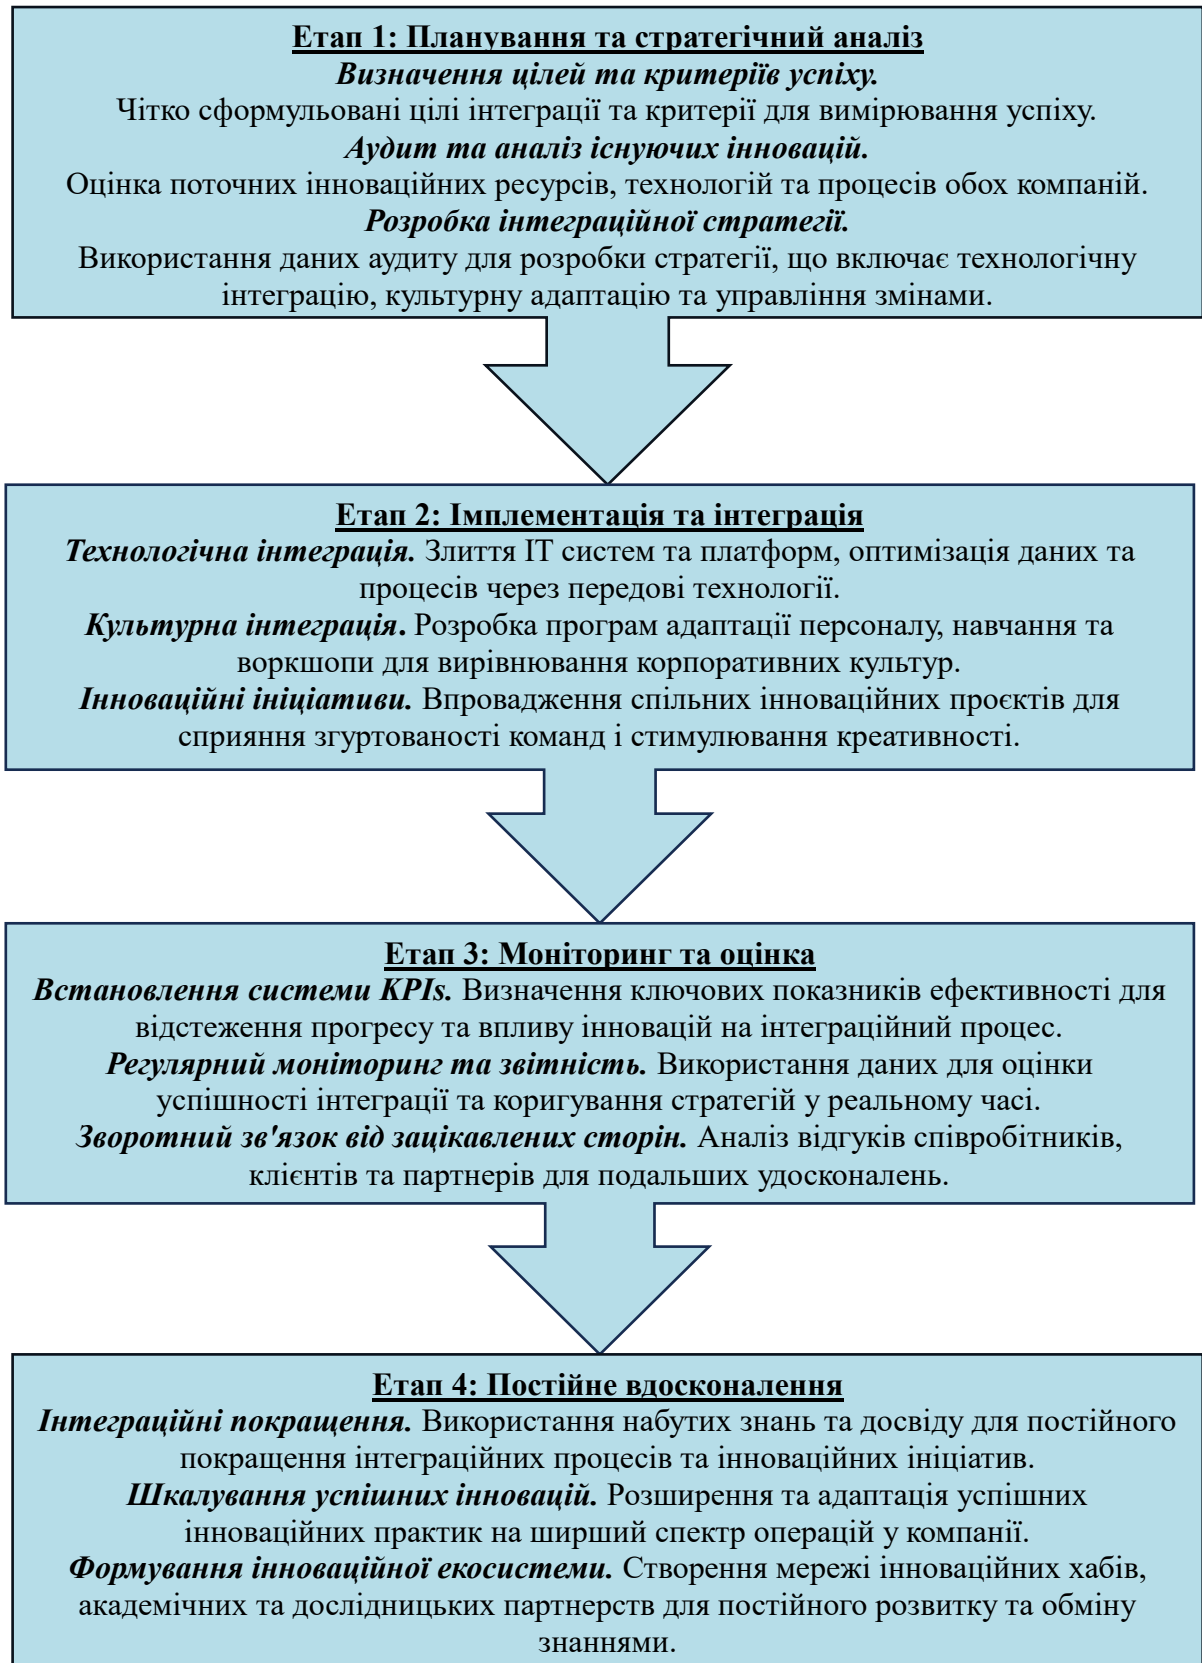 Етап 1: Планування та стратегічний аналіз
Визначення цілей та критеріїв успіху.
Чітко сформульовані цілі інтеграції та критерії для вимірювання успіху.
Аудит та аналіз існуючих інновацій.
Оцінка поточних інноваційних ресурсів, технологій та процесів обох компаній.
Розробка інтеграційної стратегії.
Використання даних аудиту для розробки стратегії, що включає технологічну
інтеграцію, культурну адаптацію та управління змінами.
Етап 2: Імплементація та інтеграція
Технологічна інтеграція. Злиття ІТ систем та платформ, оптимізація даних та
процесів через передові технології.
Культурна інтеграція. Розробка програм адаптації персоналу, навчання та
воркшопи для вирівнювання корпоративних культур.
Інноваційні ініціативи. Впровадження спільних інноваційних проєктів для
сприяння згуртованості команд і стимулювання креативності.
Етап 3: Моніторинг та оцінка
Встановлення системи KPIs. Визначення ключових показників ефективності для
відстеження прогресу та впливу інновацій на інтеграційний процес.
Регулярний моніторинг та звітність. Використання даних для оцінки
успішності інтеграції та коригування стратегій у реальному часі.
Зворотний зв'язок від зацікавлених сторін. Аналіз відгуків співробітників,
клієнтів та партнерів для подальших удосконалень.
Етап 4: Постійне вдосконалення
Інтеграційні покращення. Використання набутих знань та досвіду для постійного
покращення інтеграційних процесів та інноваційних ініціатив.
Шкалування успішних інновацій. Розширення та адаптація успішних
інноваційних практик на ширший спектр операцій у компанії.
Формування інноваційної екосистеми. Створення мережі інноваційних хабів,
академічних та дослідницьких партнерств для постійного розвитку та обміну
знаннями.